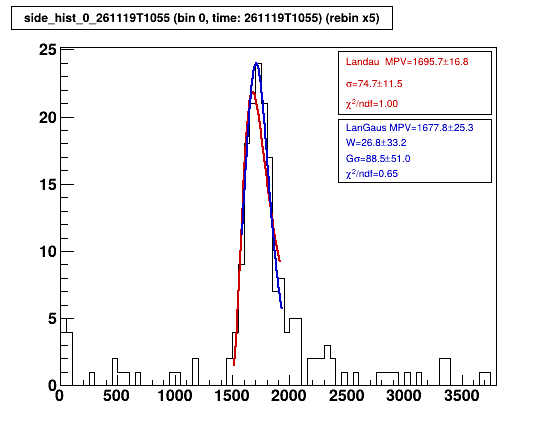 side_hist_0_261119T1055 (bin 0, time: 261119T1055) (rebin x5)
Landau MPV=1695.7±16.8
σ=74.7±11.5
χ²/ndf=1.00
LanGaus MPV=1677.8±25.3
W=26.8±33.2
Gσ=88.5±51.0
χ²/ndf=0.65
25
20
15
10
5
0
0 500 1000 1500 2000 2500 3000 3500